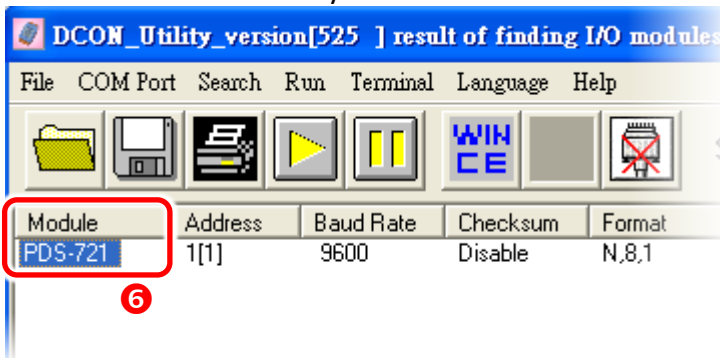 DCON_Utility_version[525 ] result of finding I/O modules
File COM Port Search Run Terminal Language Help
WIN
CE
Module Address Baud Rate Checksum Format
PDS-721 1[1] 9600 Disable N,8,1
6